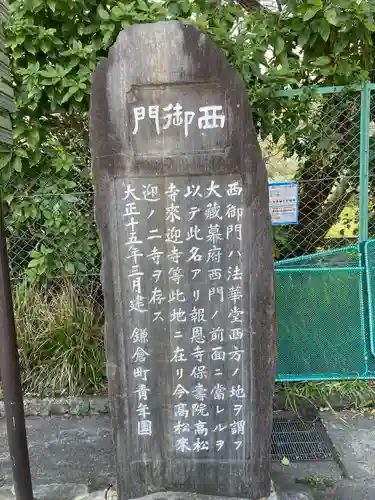 西御門
西御門ハ法華堂西方ノ地ヲ謂フ
大藏幕府西門ノ前面ニ當レルヲ
以テ此名アリ報恩寺保壽院高松
寺來迎寺等此地ニ在リ今高松來
迎ノ二寺ヲ存ス
大正十五年三月建 鎌倉町青年團